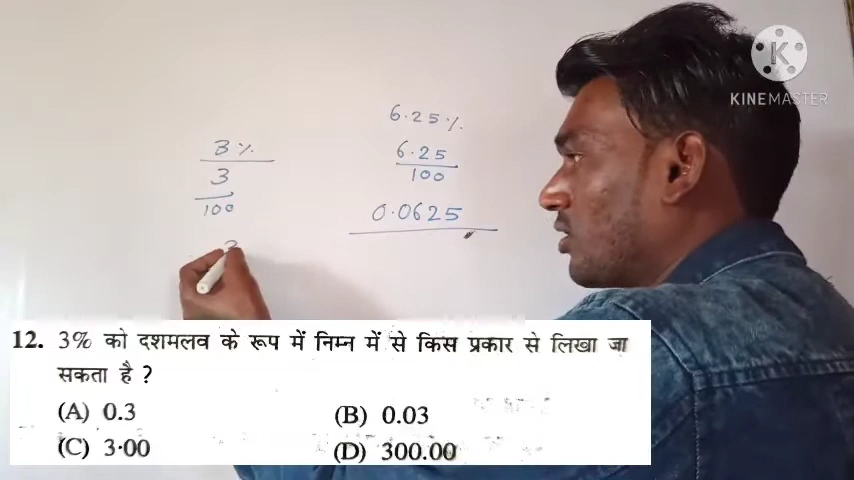 KINEMASTER
6.25%
6.25
100
0.0625
3%
3
100
3
12. 3% को दशमलव के रूप में निम्न में से किस प्रकार से लिखा जा
सकता है ?
(A) 0.3 (B) 0.03
(C) 3·00 (D) 300.00